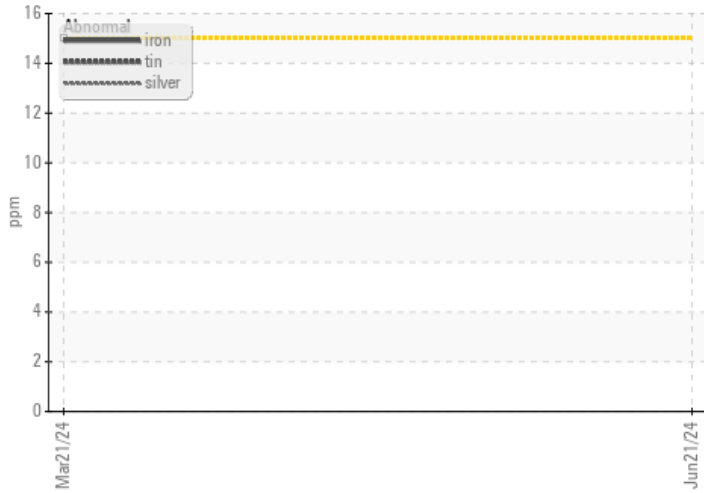 16
Abnormal
iron
14
tin
silver
12
10
ppm
8
6
4
2
0
Mar21/24
Jun21/24